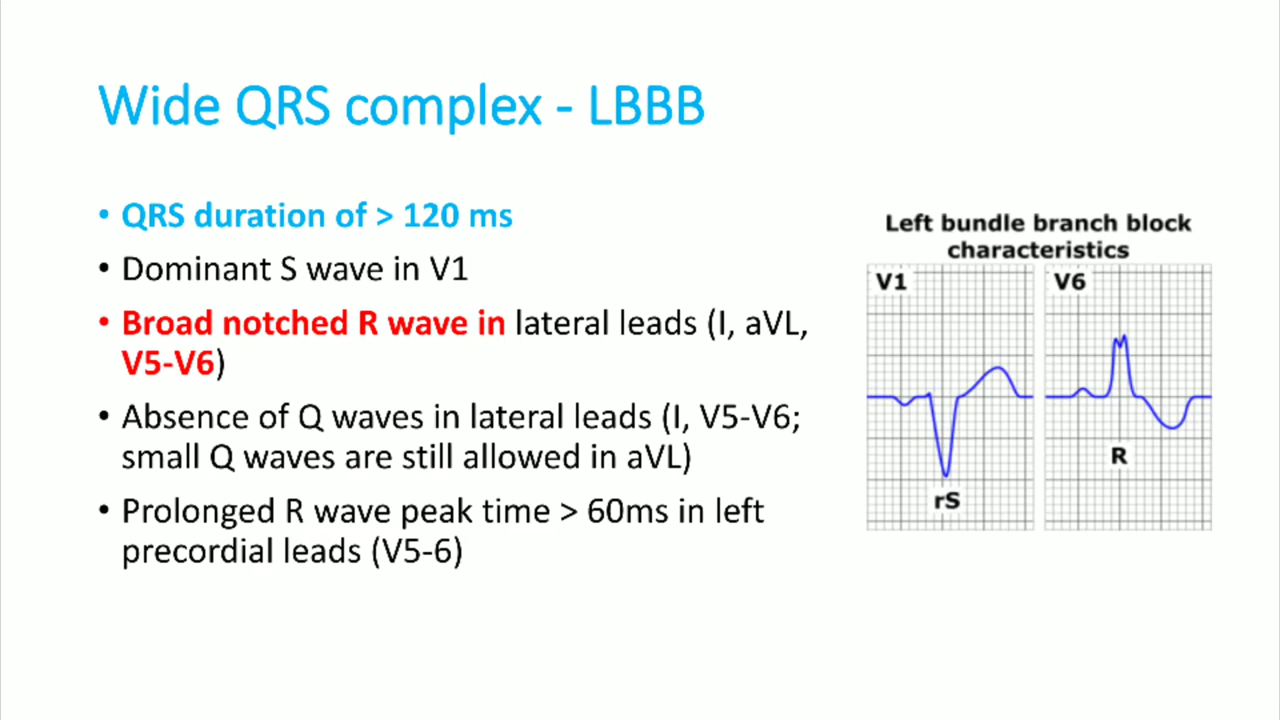 Wide QRS complex - LBBB
• QRS duration of > 120 ms
• Dominant S wave in V1
• Broad notched R wave in lateral leads (I, aVL,
V5-V6)
• Absence of Q waves in lateral leads (I, V5-V6;
small Q waves are still allowed in aVL)
• Prolonged R wave peak time > 60ms in left
precordial leads (V5-6)
Left bundle branch block
characteristics
V1
V6
rS
R